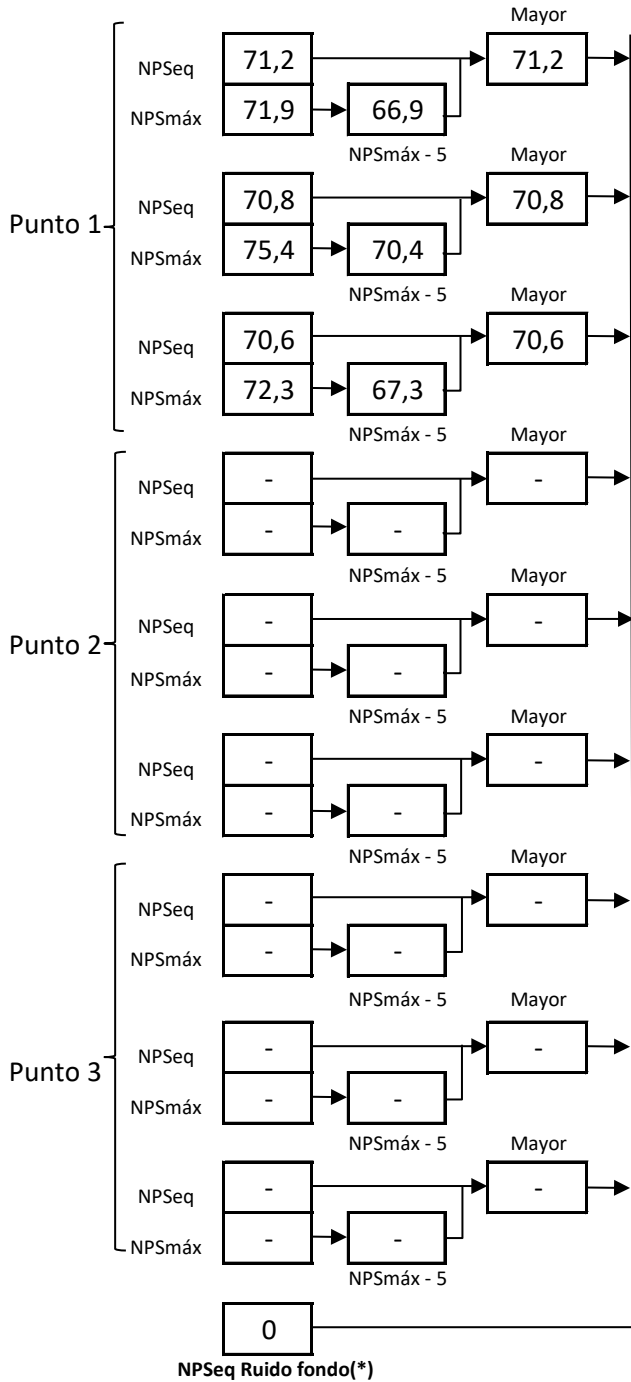 Mayor
NPSeq 71,2 71,2
NPSmáx 71,9 66,9
NPSmáx - 5 Mayor
Punto 1
NPSeq 70,8 70,8
NPSmáx 75,4 70,4
NPSmáx - 5 Mayor
NPSeq 70,6 70,6
NPSmáx 72,3 67,3
NPSmáx - 5 Mayor
NPSeq - -
NPSmáx - -
NPSmáx - 5 Mayor
Punto 2
NPSeq - -
NPSmáx - -
NPSmáx - 5 Mayor
NPSeq - -
NPSmáx - -
NPSmáx - 5 Mayor
NPSeq - -
NPSmáx - -
NPSmáx - 5 Mayor
Punto 3
NPSeq - -
NPSmáx - -
NPSmáx - 5 Mayor
NPSeq - -
NPSmáx - -
NPSmáx - 5
0
NPSeq Ruido fondo(*)